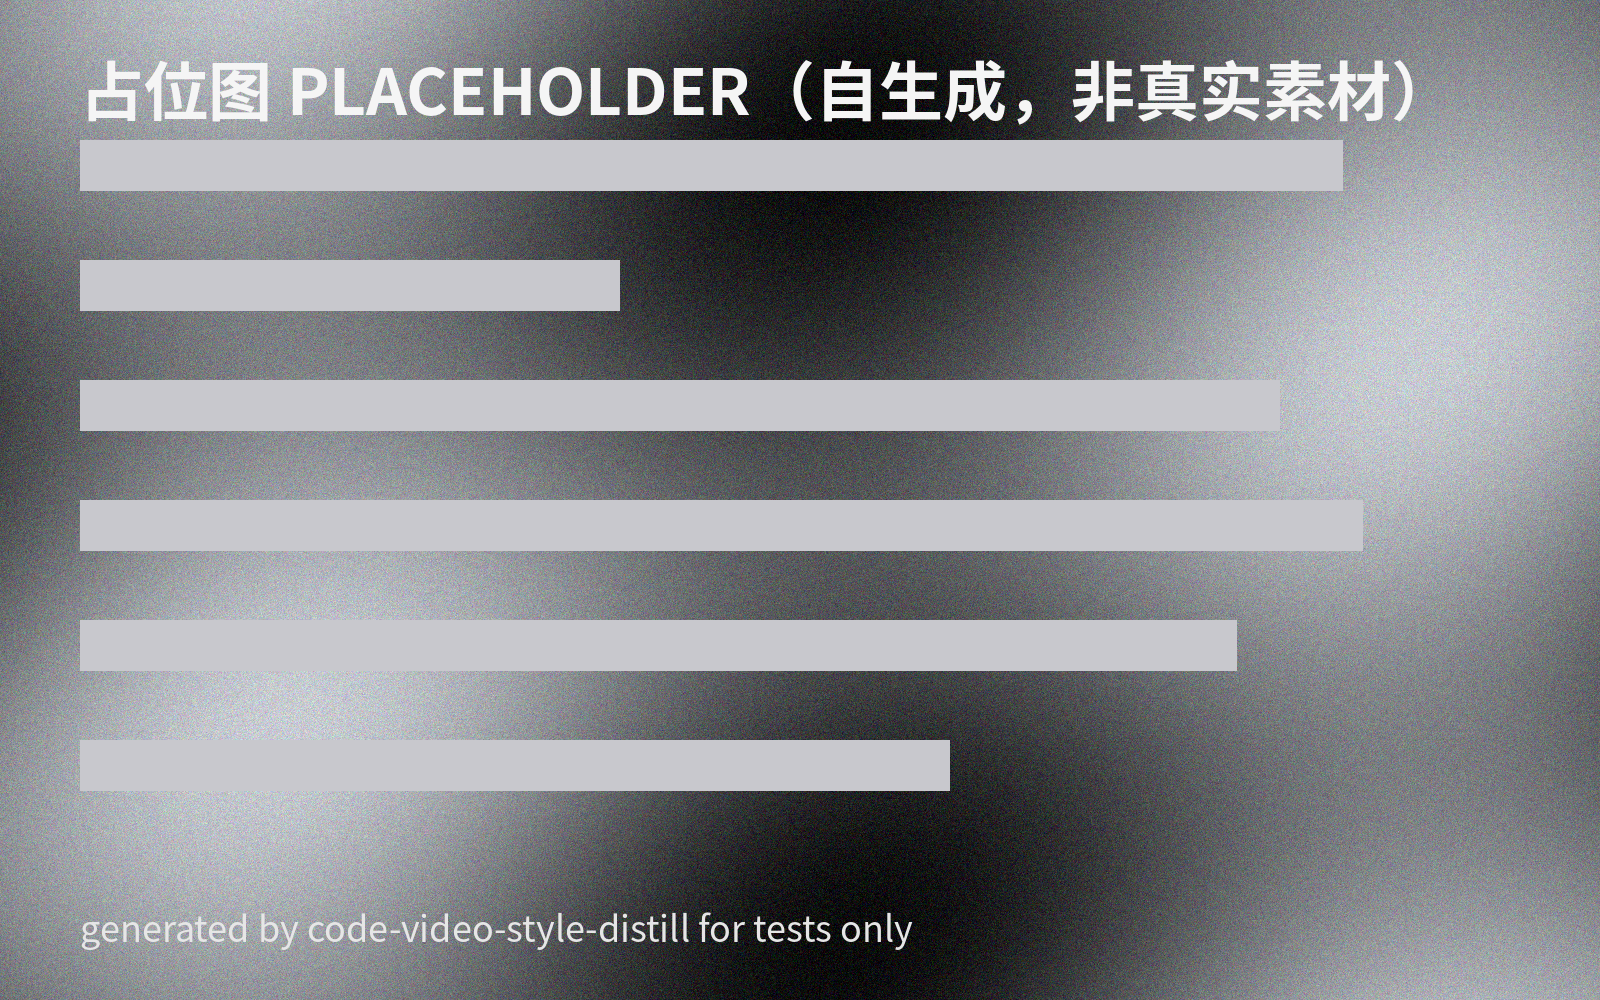 占位图 PLACEHOLDER（自生成，非真实素材）
generated by code-video-style-distill for tests only